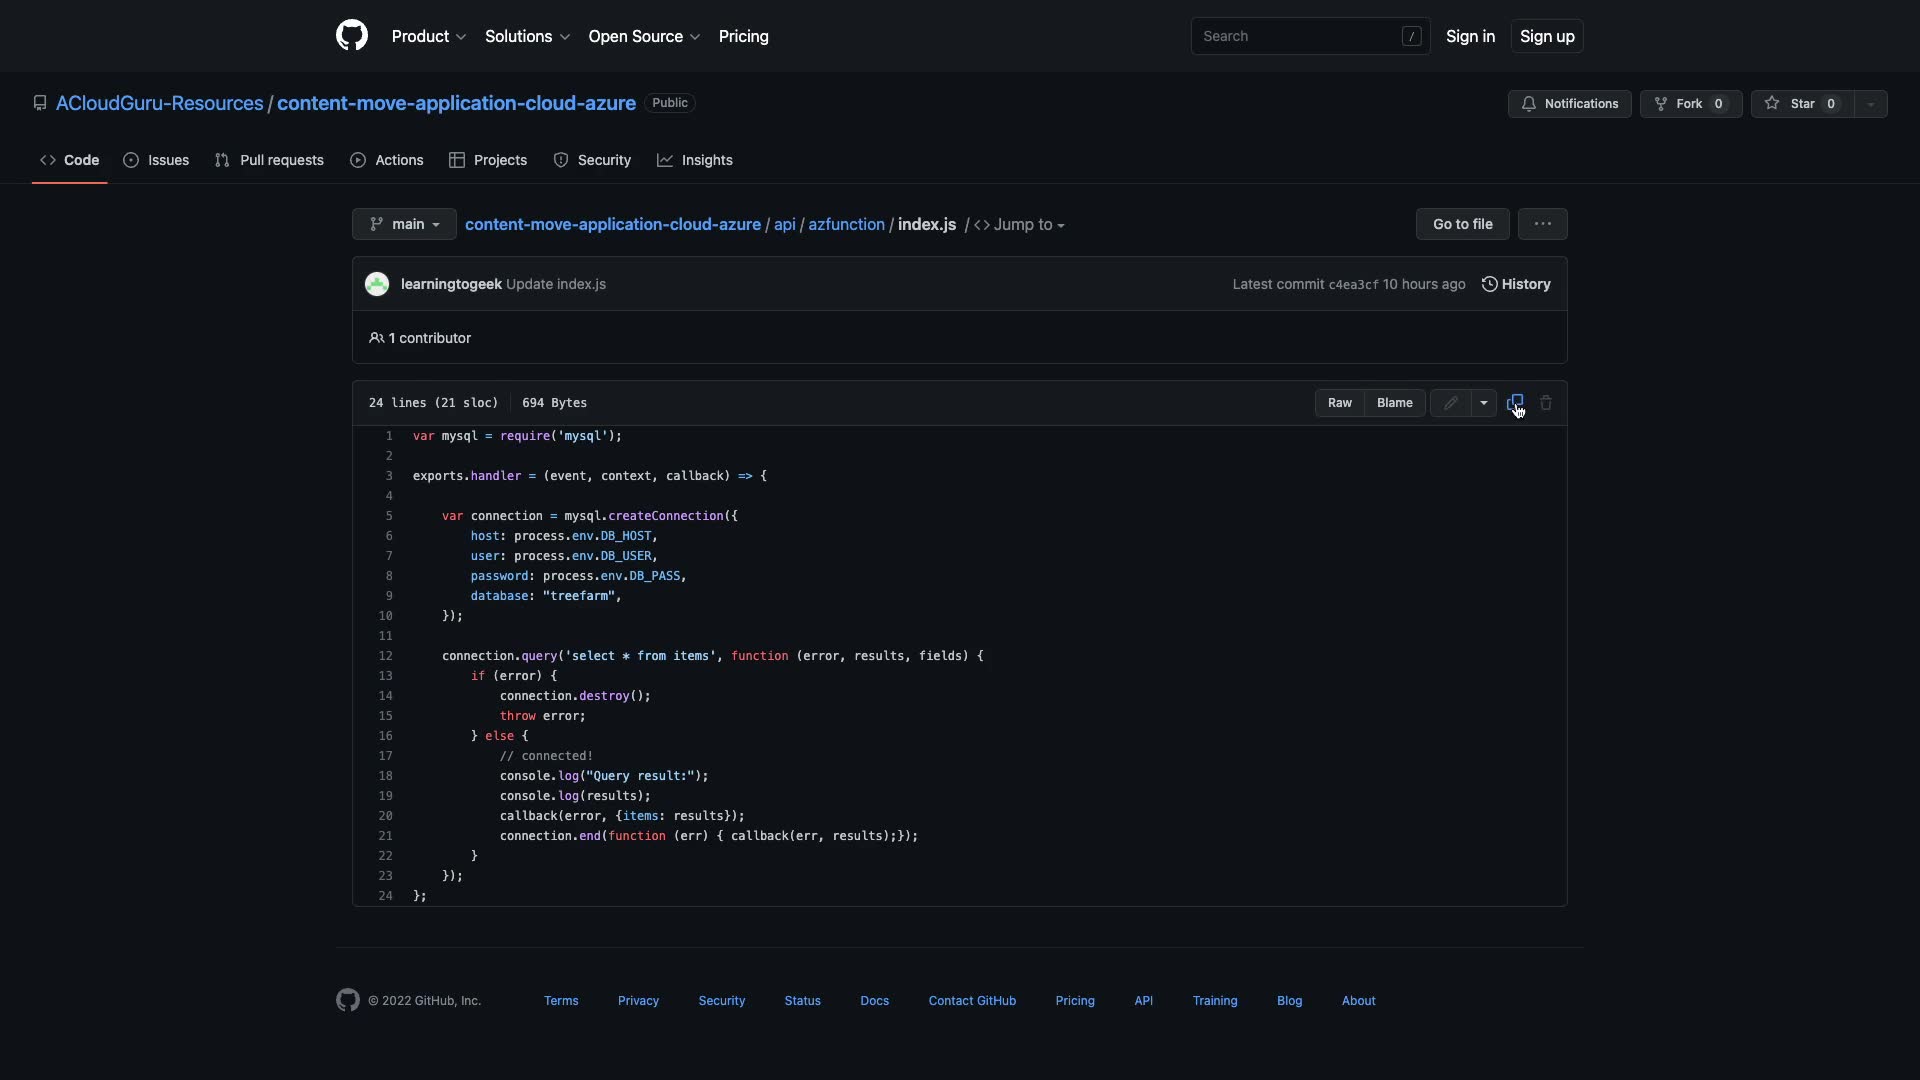 Product Solutions Open Source Pricing Search / Sign in Sign up
ACloudGuru-Resources / content-move-application-cloud-azure Public Notifications Fork 0 Star 0
Code Issues Pull requests Actions Projects Security Insights
main content-move-application-cloud-azure / api / azfunction / index.js / <> Jump to Go to file ...
learningtogeek Update index.js Latest commit c4ea3cf 10 hours ago History
1 contributor
24 lines (21 sloc) 694 Bytes Raw Blame
1 var mysql = require('mysql');
2
3 exports.handler = (event, context, callback) => {
4
5     var connection = mysql.createConnection({
6         host: process.env.DB_HOST,
7         user: process.env.DB_USER,
8         password: process.env.DB_PASS,
9         database: "treefarm",
10     });
11
12     connection.query('select * from items', function (error, results, fields) {
13         if (error) {
14             connection.destroy();
15             throw error;
16         } else {
17             // connected!
18             console.log("Query result:");
19             console.log(results);
20             callback(error, {items: results});
21             connection.end(function (err) { callback(err, results);});
22         }
23     });
24 };
© 2022 GitHub, Inc. Terms Privacy Security Status Docs Contact GitHub Pricing API Training Blog About